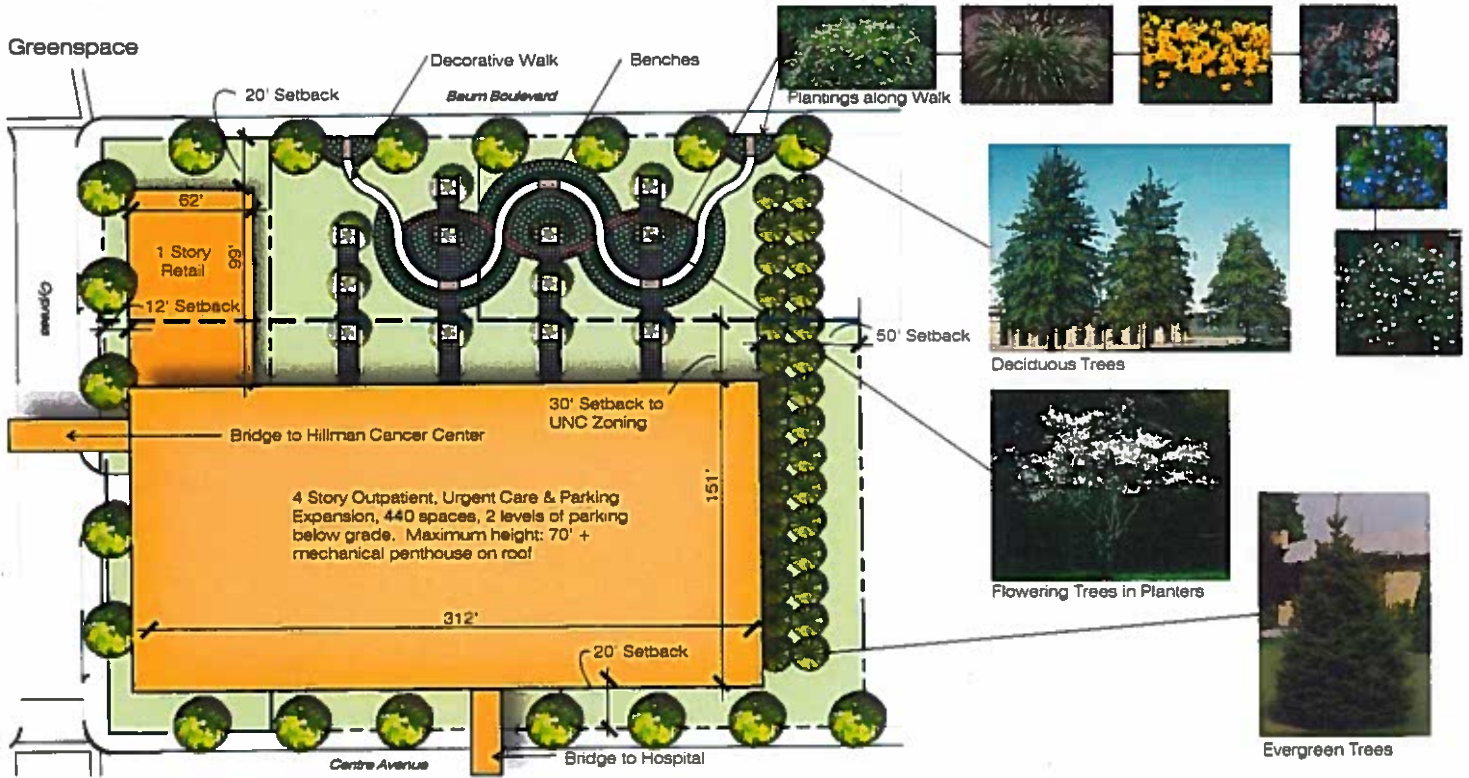 Greenspace
Decorative Walk
Benches
Plantings along Walk
20' Setback
Baum Boulevard
62'
99'
1 Story
Retail
12' Setback
Cypress
50' Setback
Deciduous Trees
30' Setback to
UNC Zoning
Bridge to Hillman Cancer Center
151'
4 Story Outpatient, Urgent Care & Parking
Expansion, 440 spaces, 2 levels of parking
below grade. Maximum height: 70' +
mechanical penthouse on roof
Flowering Trees in Planters
312'
20' Setback
Bridge to Hospital
Centre Avenue
Evergreen Trees